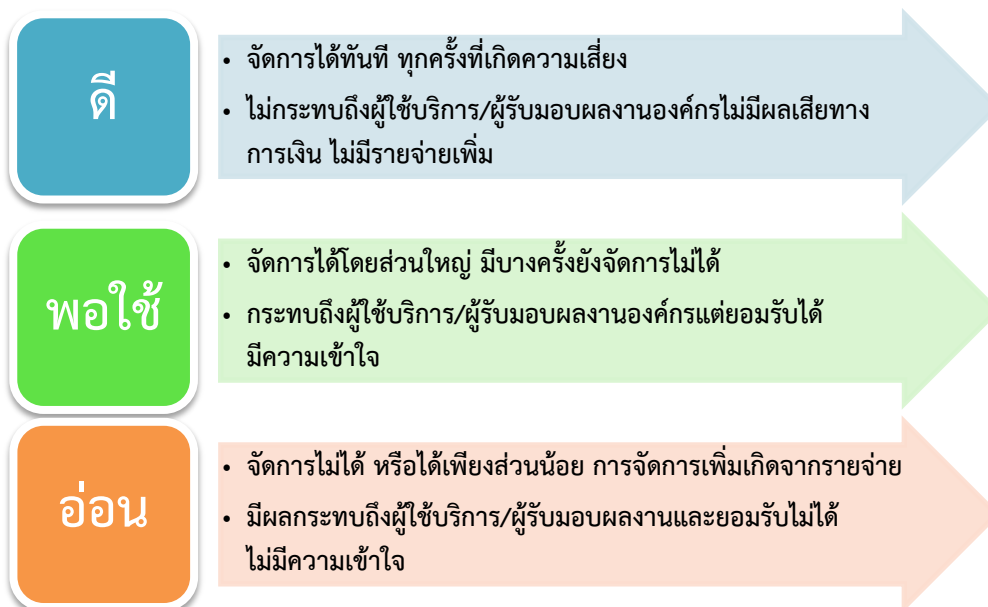 ดี
• จัดการได้ทันที ทุกครั้งที่เกิดความเสี่ยง
• ไม่กระทบถึงผู้ใช้บริการ/ผู้รับมอบผลงานองค์กรไม่มีผลเสียทาง
การเงิน ไม่มีรายจ่ายเพิ่ม
พอใช้
• จัดการได้โดยส่วนใหญ่ มีบางครั้งยังจัดการไม่ได้
• กระทบถึงผู้ใช้บริการ/ผู้รับมอบผลงานองค์กรแต่ยอมรับได้
มีความเข้าใจ
อ่อน
• จัดการไม่ได้ หรือได้เพียงส่วนน้อย การจัดการเพิ่มเกิดจากรายจ่าย
• มีผลกระทบถึงผู้ใช้บริการ/ผู้รับมอบผลงานและยอมรับไม่ได้
ไม่มีความเข้าใจ